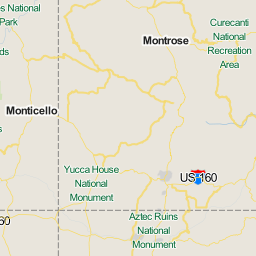 es National
Park
Curecanti
National
Recreation
Area
Montrose
ds
Monticello
US 160
Yucca House
National
Monument
60
Aztec Ruins
National
Monument